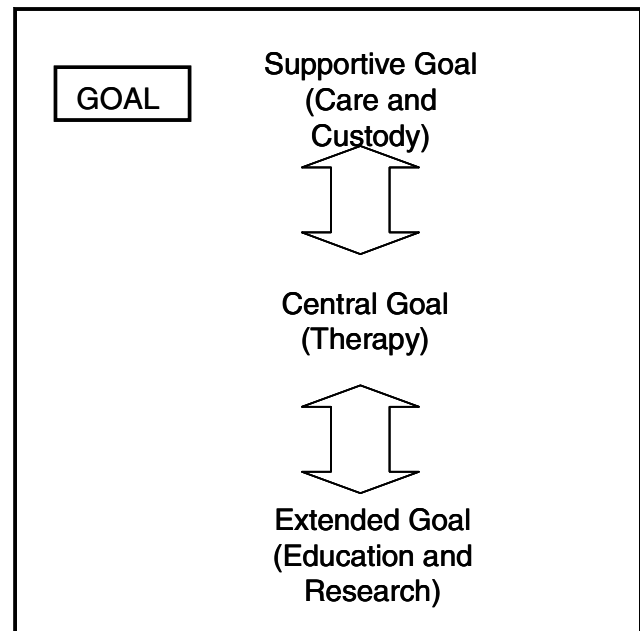 GOAL
Supportive Goal
(Care and
Custody)
Central Goal
(Therapy)
Extended Goal
(Education and
Research)